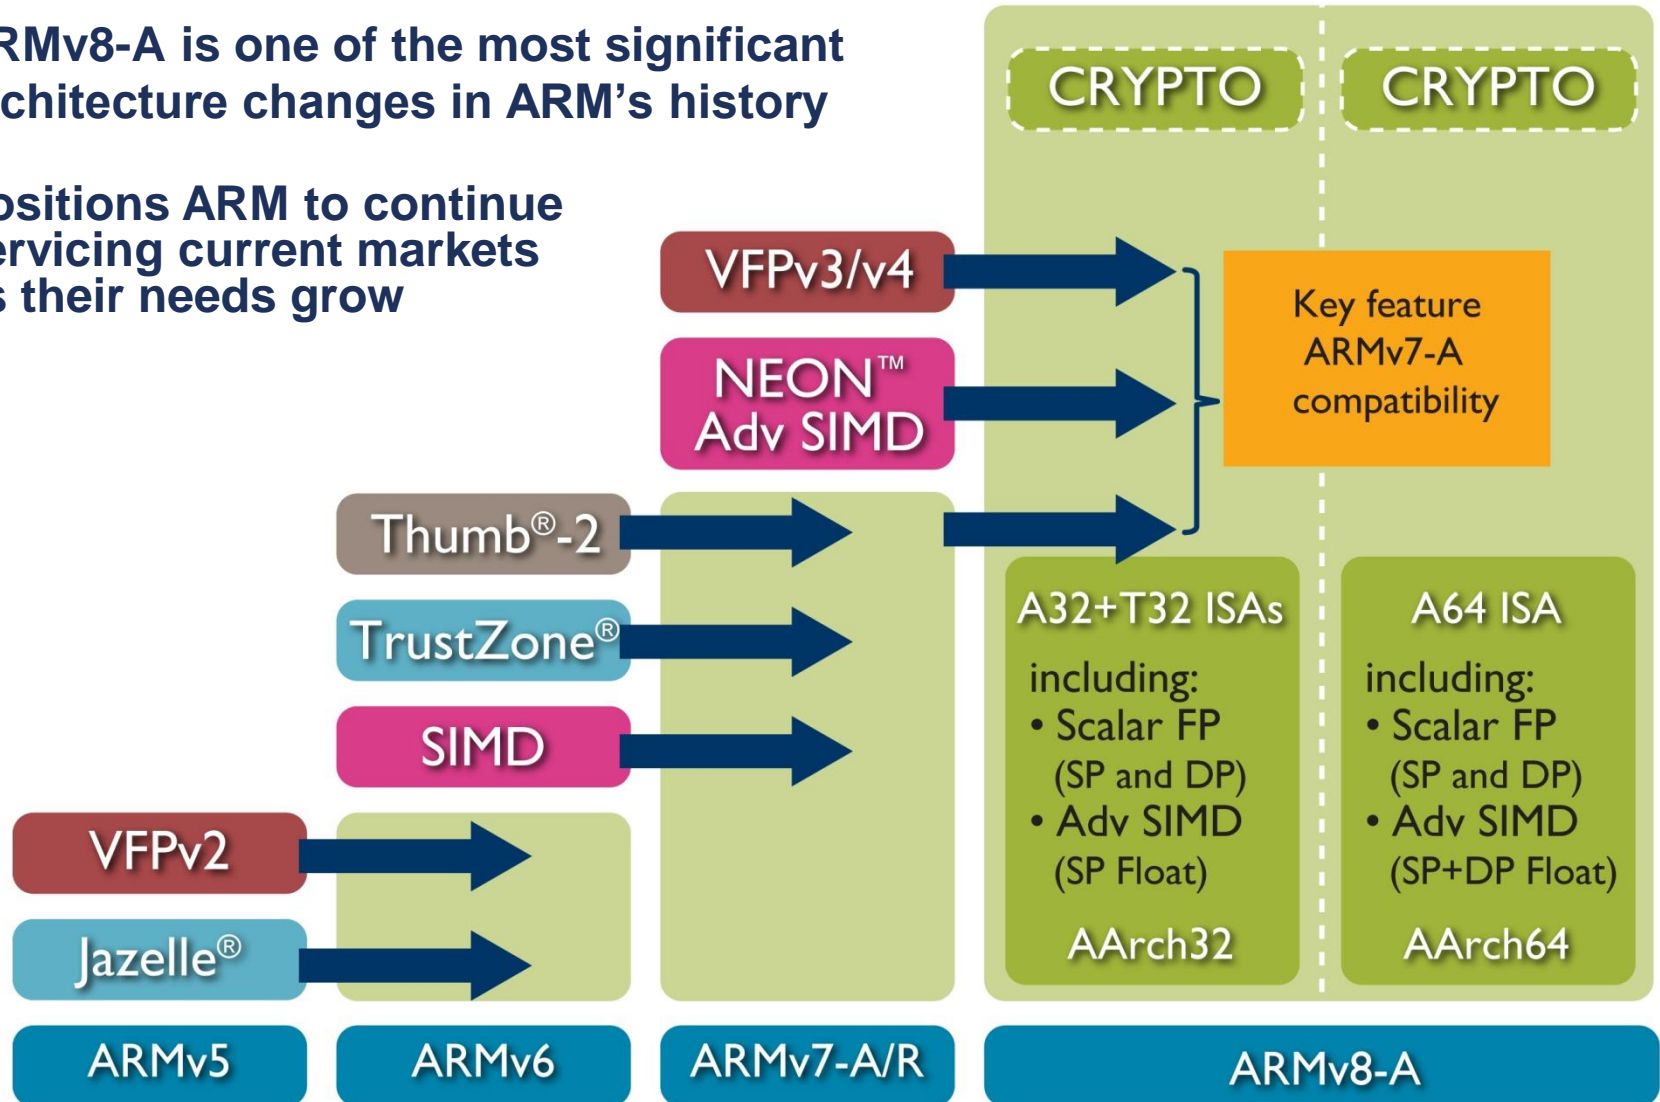 RMv8-A is one of the most significant
chitecture changes in ARM's history
ositions ARM to continue
ervicing current markets
s their needs grow
CRYPTO
CRYPTO
VFPv3/v4
NEON™
Adv SIMD
Key feature
ARMv7-A
compatibility
Thumb®-2
TrustZone®
SIMD
VFPv2
Jazelle®
A32+T32 ISAs
including:
• Scalar FP
(SP and DP)
• Adv SIMD
(SP Float)
AArch32
A64 ISA
including:
• Scalar FP
(SP and DP)
• Adv SIMD
(SP+DP Float)
AArch64
ARMv5
ARMv6
ARMv7-A/R
ARMv8-A